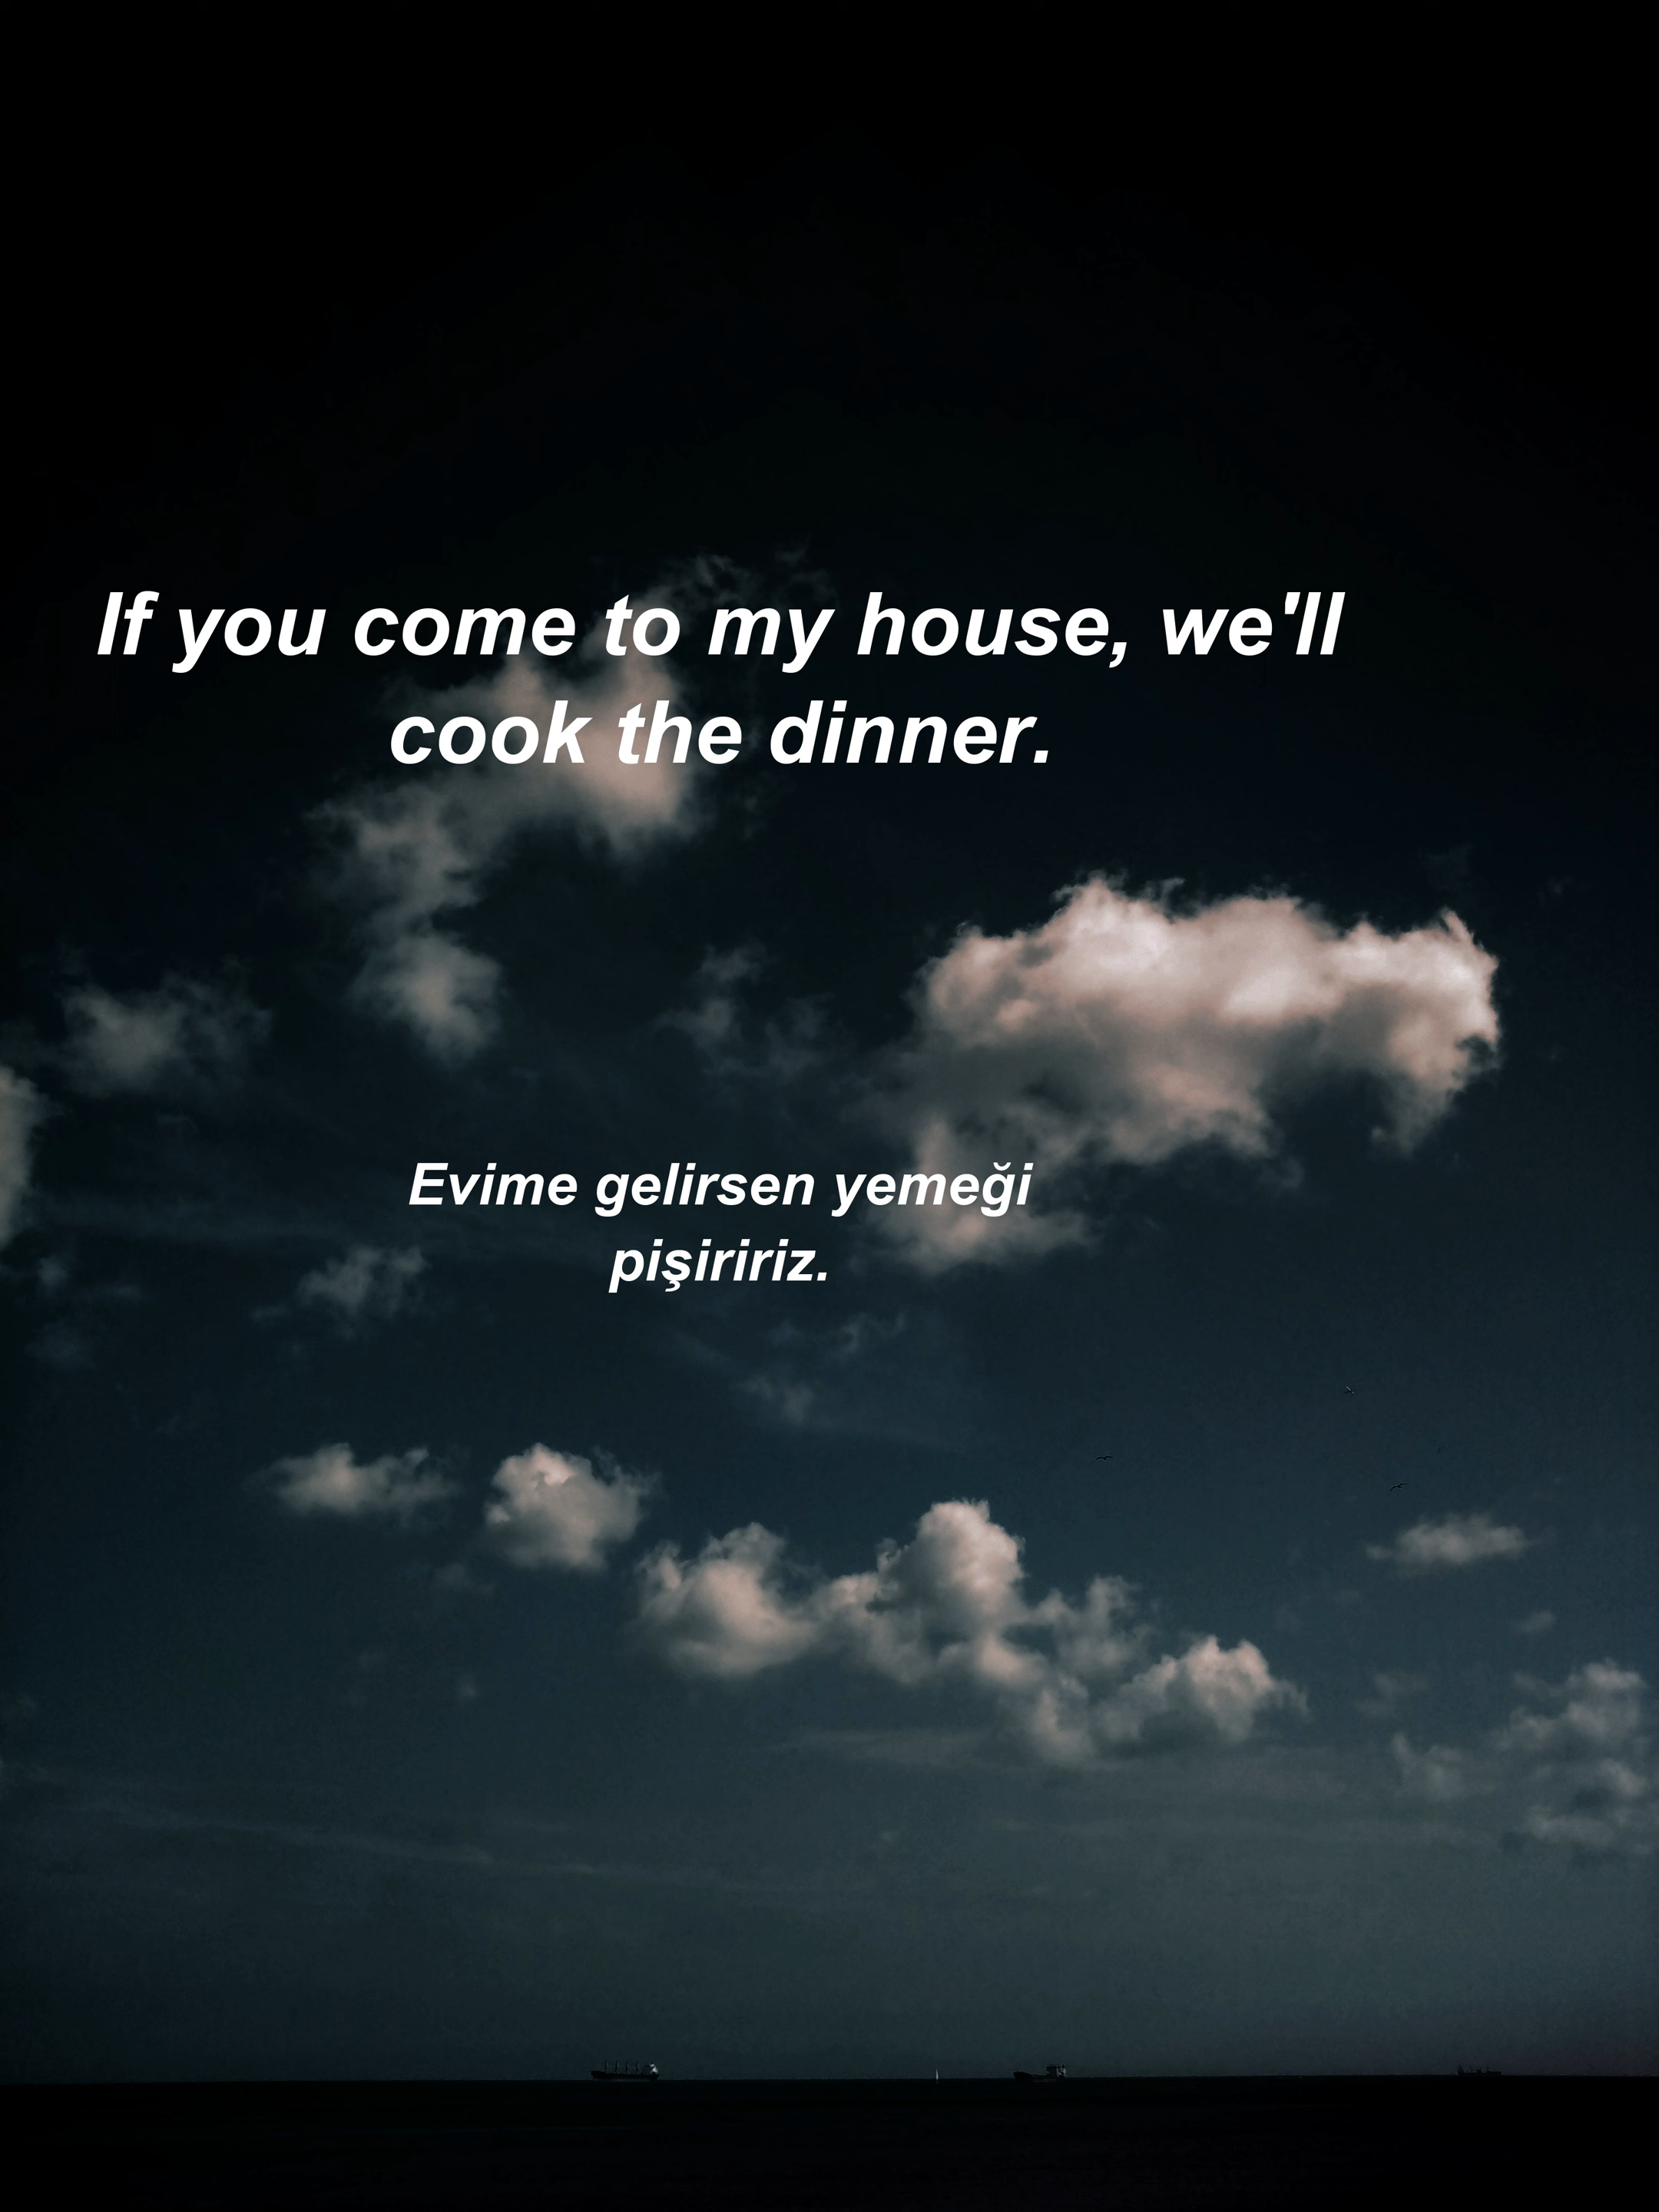 If you come to my house, we'll
cook the dinner.
Evime gelirsen yemeği
pişiririz.